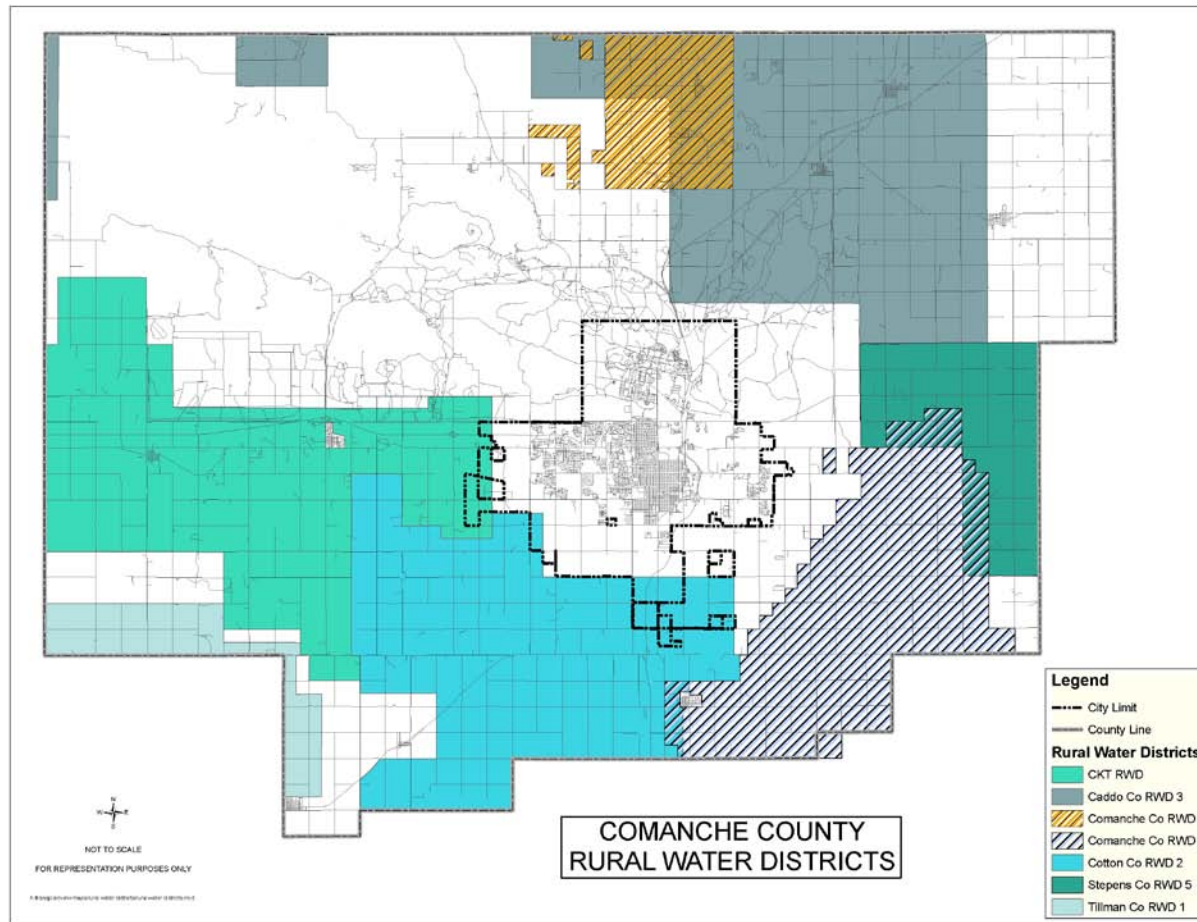 Legend
City Limit
County Line
Rural Water Districts
CKT RWD
Caddo Co RWD 3
Comanche Co RWD
Comanche Co RWD
Cotton Co RWD 2
Stepens Co RWD 5
Tillman Co RWD 1
N
W E
S
NOT TO SCALE
FOR REPRESENTATION PURPOSES ONLY
COMANCHE COUNTY
RURAL WATER DISTRICTS